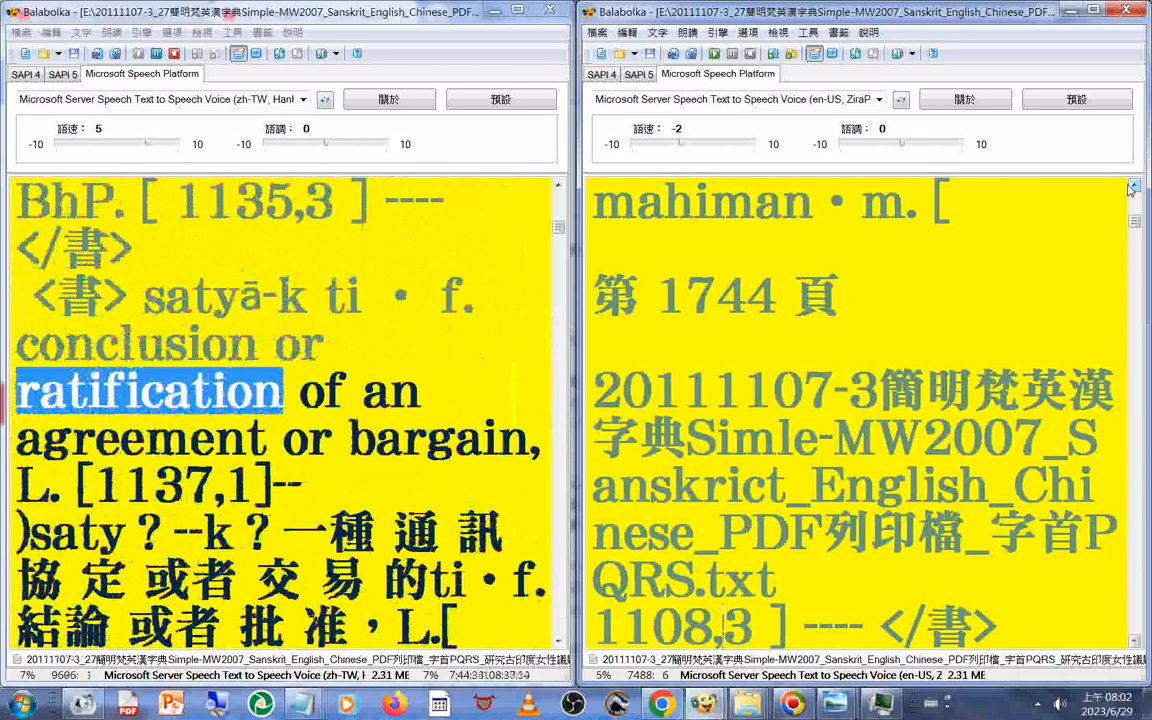 Balabolka - [E:\20111107-3_27簡明梵英漢字典Simple-MW2007_Sanskrit_English_Chinese_PDF...
檔案 編輯 文字 朗讀 引擎 選項 檢視 工具 書籤 說明
SAPI 4 SAPI 5 Microsoft Speech Platform
Microsoft Server Speech Text to Speech Voice (zh-TW, Hanl
關於 預設
語速： 5 語調： 0
-10 10 -10 10
BhP. [ 1135,3 ] ----
</書>
<書> satyā-k ti • f.
conclusion or
ratification of an
agreement or bargain,
L. [1137,1]--
)saty？--k？一種 通 訊
協 定 或者 交 易 的ti•f.
結論 或者 批 准，L.[
20111107-3_27簡明梵英漢字典Simple-MW2007_Sanskrit_English_Chinese_PDF列印檔_字首PQRS_研究古印度女性議
7% 9606: Microsoft Server Speech Text to Speech Voice (zh-TW, 2.31 MB 7%
Balabolka - [E:\20111107-3_27簡明梵英漢字典Simple-MW2007_Sanskrit_English_Chinese_PDF...
檔案 編輯 文字 朗讀 引擎 選項 檢視 工具 書籤 說明
SAPI 4 SAPI 5 Microsoft Speech Platform
Microsoft Server Speech Text to Speech Voice (en-US, ZiraP
關於 預設
語速： -2 語調： 0
-10 10 -10 10
mahiman • m. [
第 1744 頁
20111107-3簡明梵英漢
字典Simle-MW2007_S
anskrict_English_Chi
nese_PDF列印檔_字首P
QRS.txt
1108,3 ] ---- </書>
20111107-3_27簡明梵英漢字典Simple-MW2007_Sanskrit_English_Chinese_PDF列印檔_字首PQRS_研究古印度女性議
5% 7488: Microsoft Server Speech Text to Speech Voice (en-US, Z 2.31 MB
上午 08:02
2023/6/29